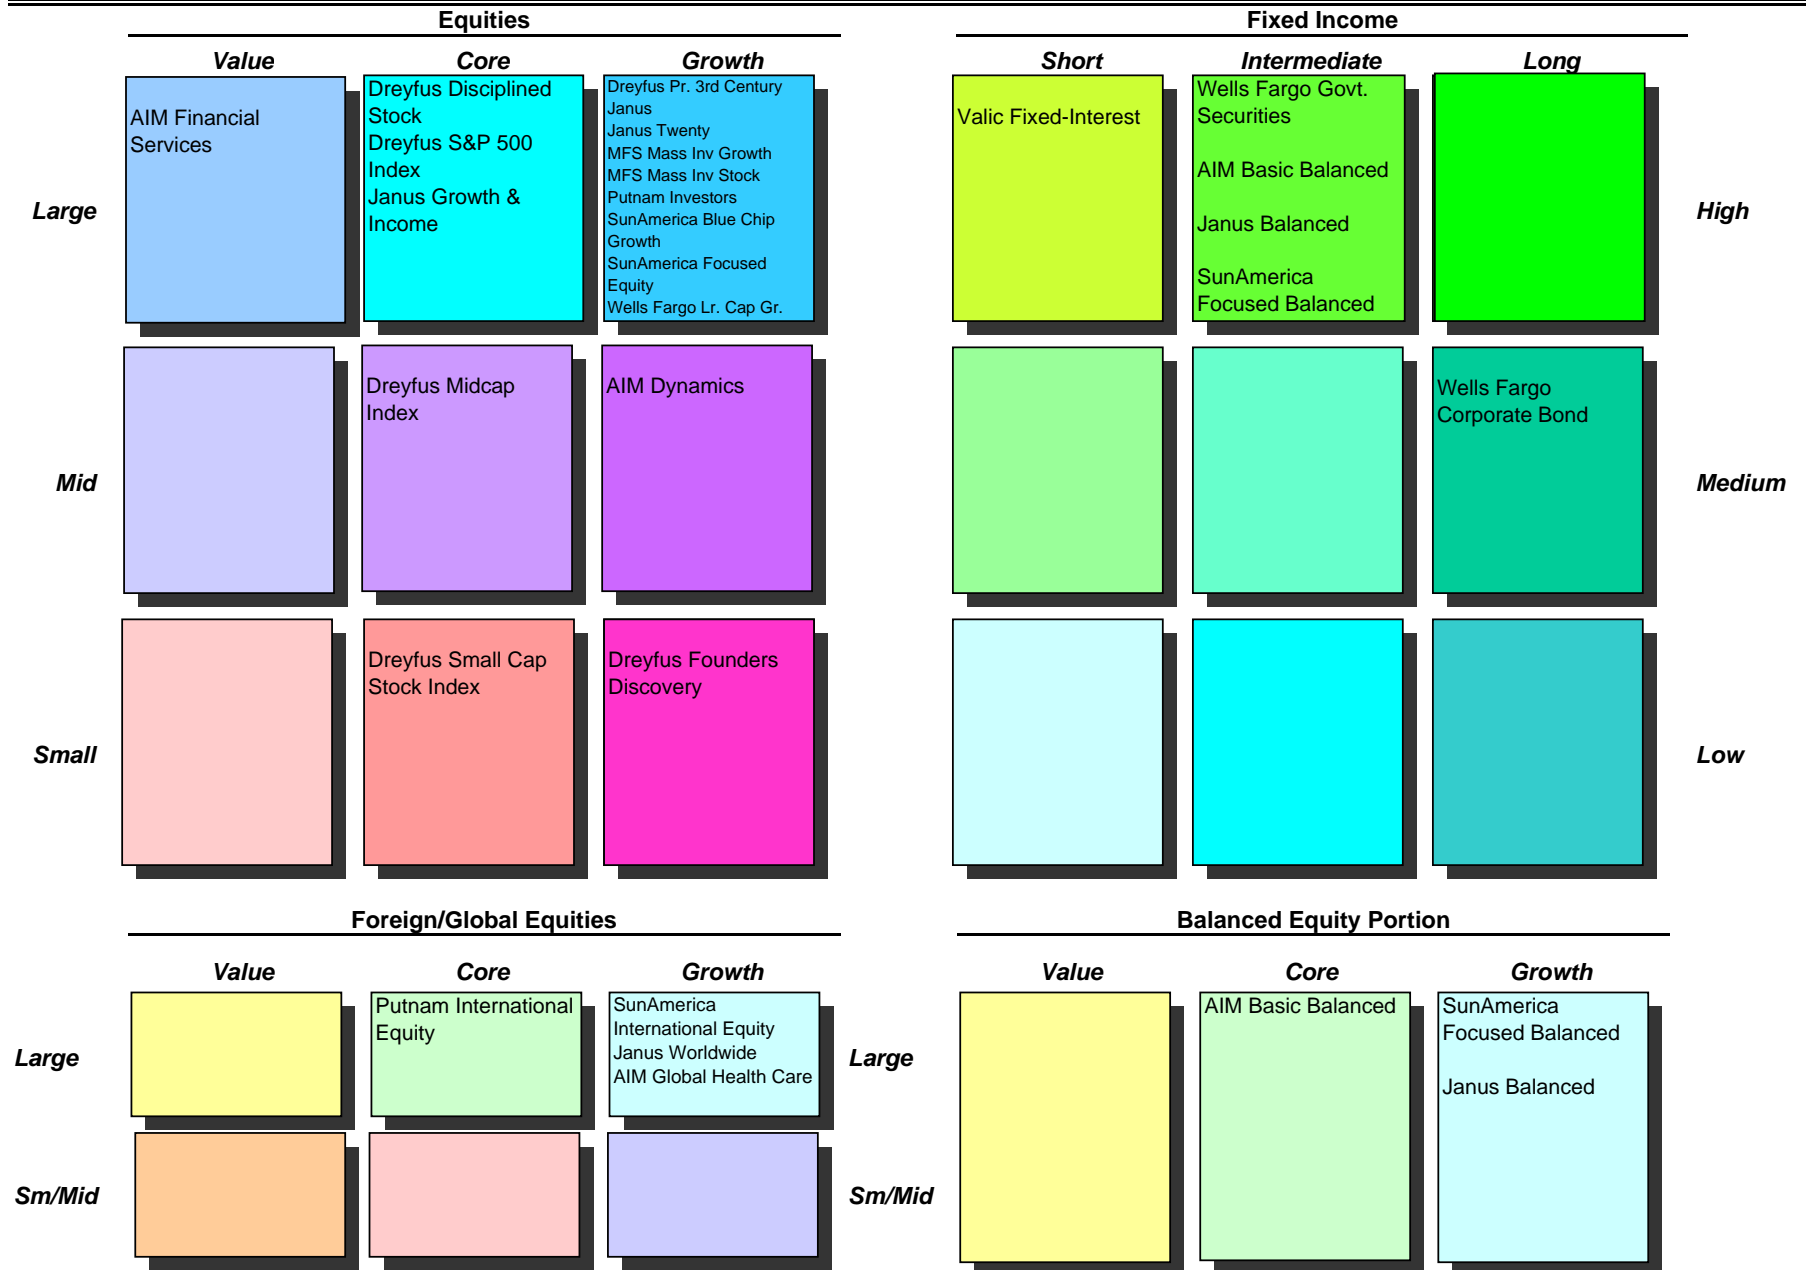 Equities
Fixed Income
Value
Core
Growth
Short
Intermediate
Long
Large
AIM Financial
Services
Dreyfus Disciplined
Stock
Dreyfus S&P 500
Index
Janus Growth &
Income
Dreyfus Pr. 3rd Century
Janus
Janus Twenty
MFS Mass Inv Growth
MFS Mass Inv Stock
Putnam Investors
SunAmerica Blue Chip
Growth
SunAmerica Focused
Equity
Wells Fargo Lr. Cap Gr.
Valic Fixed-Interest
Wells Fargo Govt.
Securities
AIM Basic Balanced
Janus Balanced
SunAmerica
Focused Balanced
High
Mid
Dreyfus Midcap
Index
AIM Dynamics
Wells Fargo
Corporate Bond
Medium
Small
Dreyfus Small Cap
Stock Index
Dreyfus Founders
Discovery
Low
Foreign/Global Equities
Balanced Equity Portion
Value
Core
Growth
Value
Core
Growth
Large
Putnam International
Equity
SunAmerica
International Equity
Janus Worldwide
AIM Global Health Care
Large
AIM Basic Balanced
SunAmerica
Focused Balanced
Janus Balanced
Sm/Mid
Sm/Mid